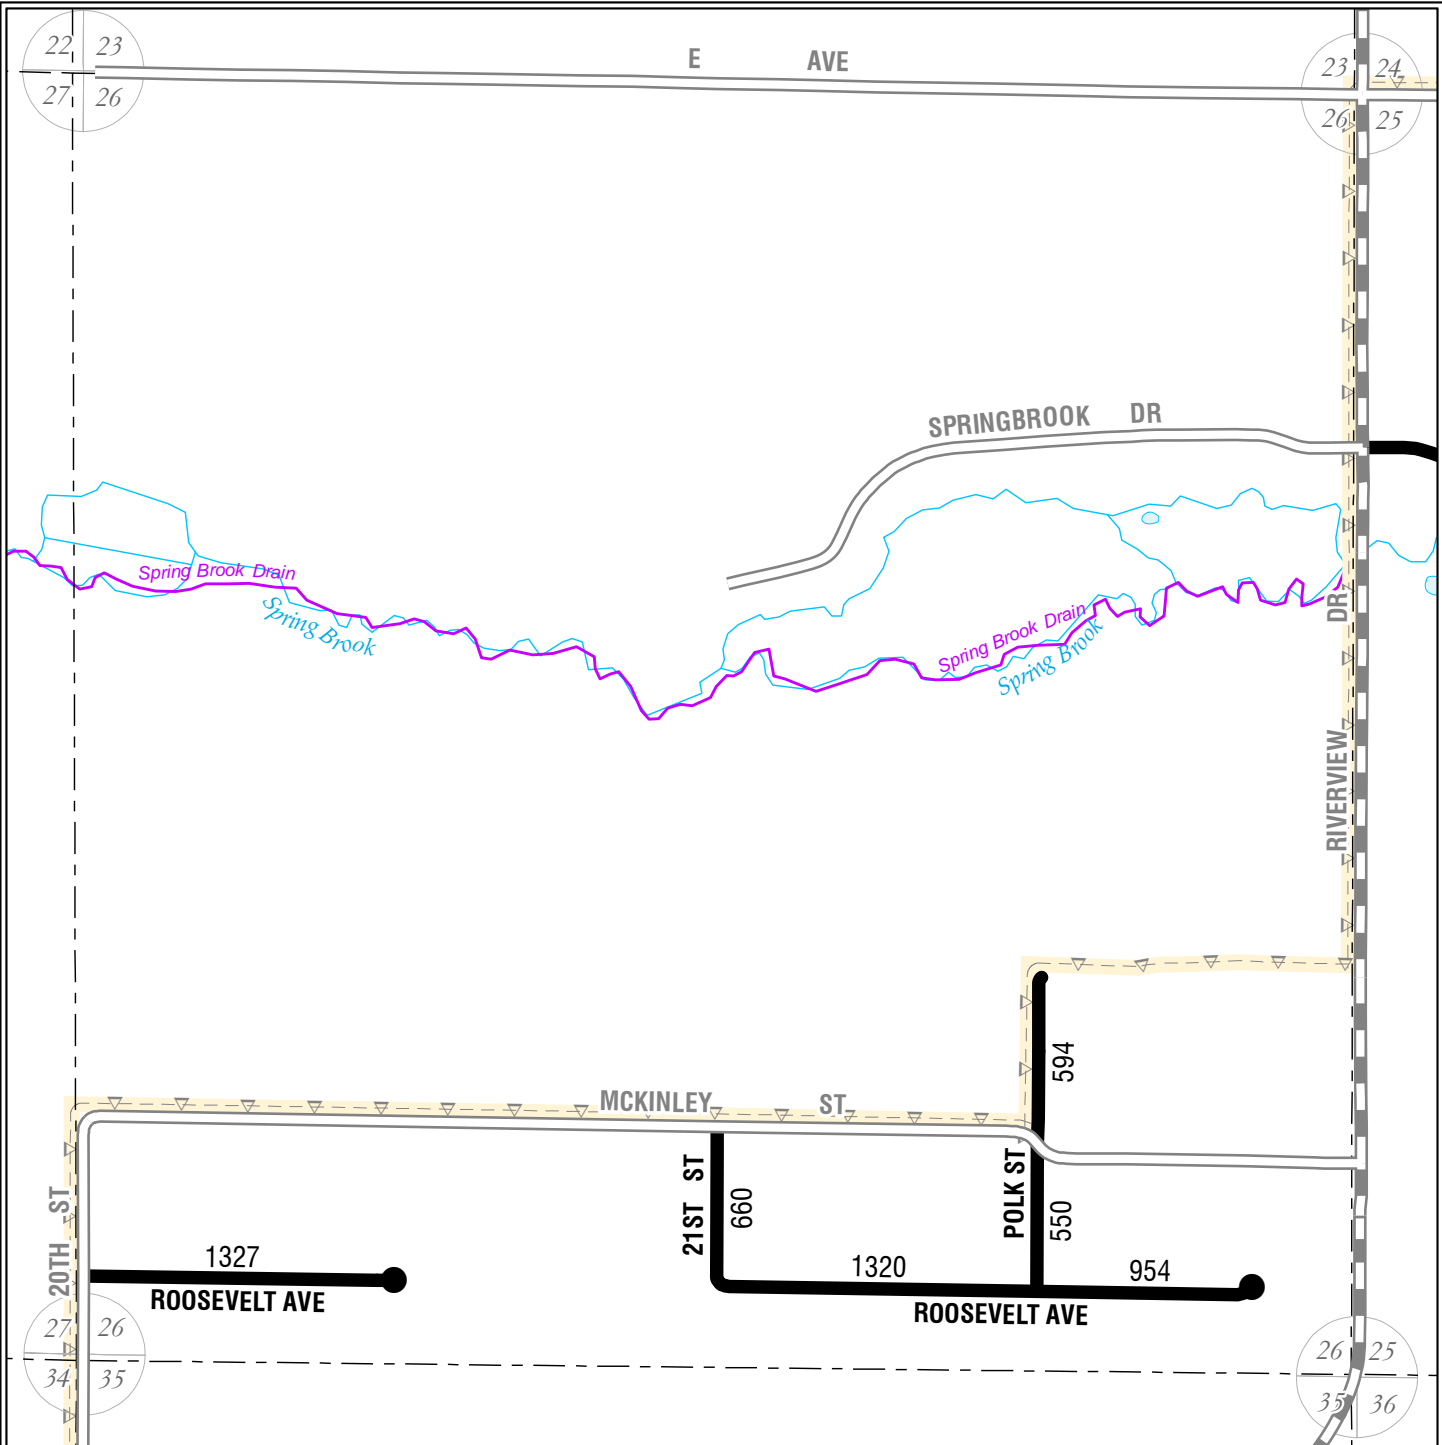 22 23
27 26
E AVE
23 24
26 25
SPRINGBROOK DR
Spring Brook Drain
Spring Brook
Spring Brook Drain
Spring Brook
RIVERVIEW DR
594
MCKINLEY ST
20TH ST
21ST ST
660
POLK ST
550
1327
ROOSEVELT AVE
1320
954
ROOSEVELT AVE
27 26
34 35
26 25
35 36